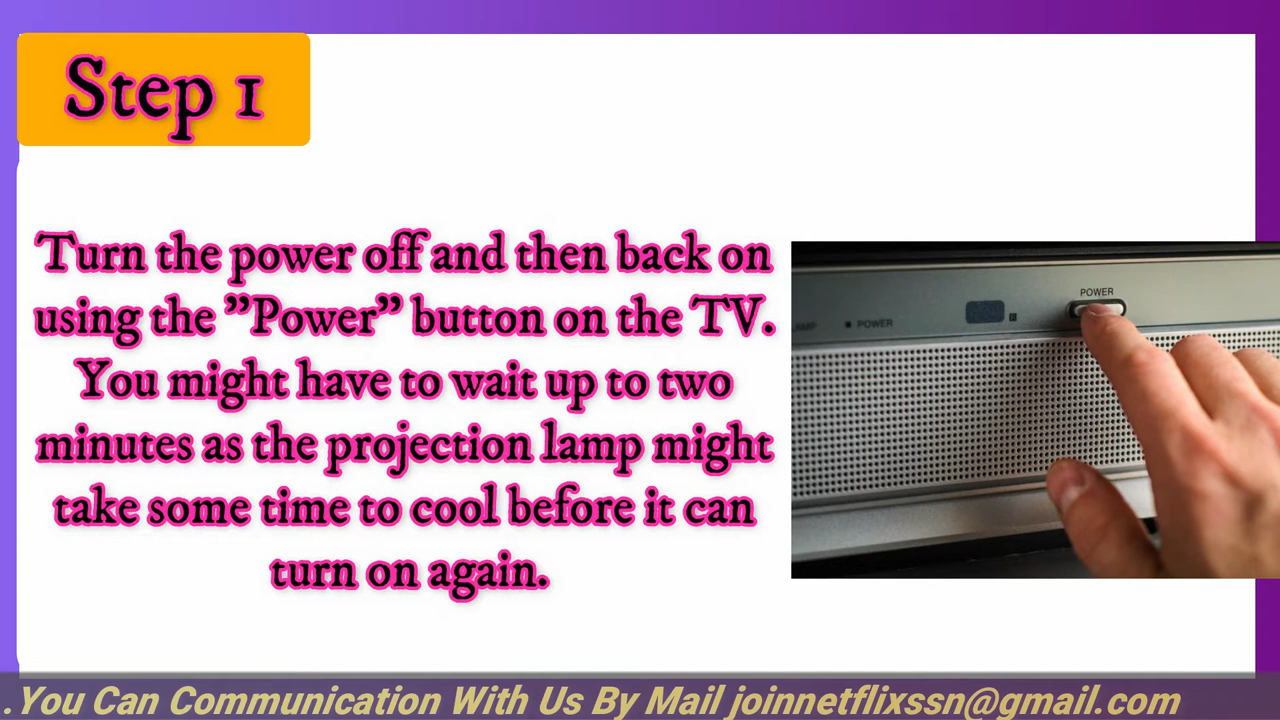 Step 1
Turn the power off and then back on
using the "Power" button on the TV.
You might have to wait up to two
minutes as the projection lamp might
take some time to cool before it can
turn on again.
POWER
LAMP ■ POWER
.You Can Communication With Us By Mail joinnetflixssn@gmail.com